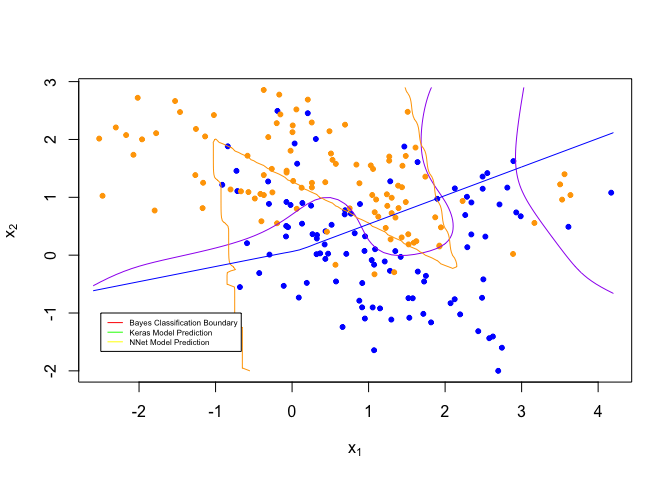 3
2
1
0
-1
-2
x2
Bayes Classification Boundary
Keras Model Prediction
NNet Model Prediction
-2 -1 0 1 2 3 4
x1